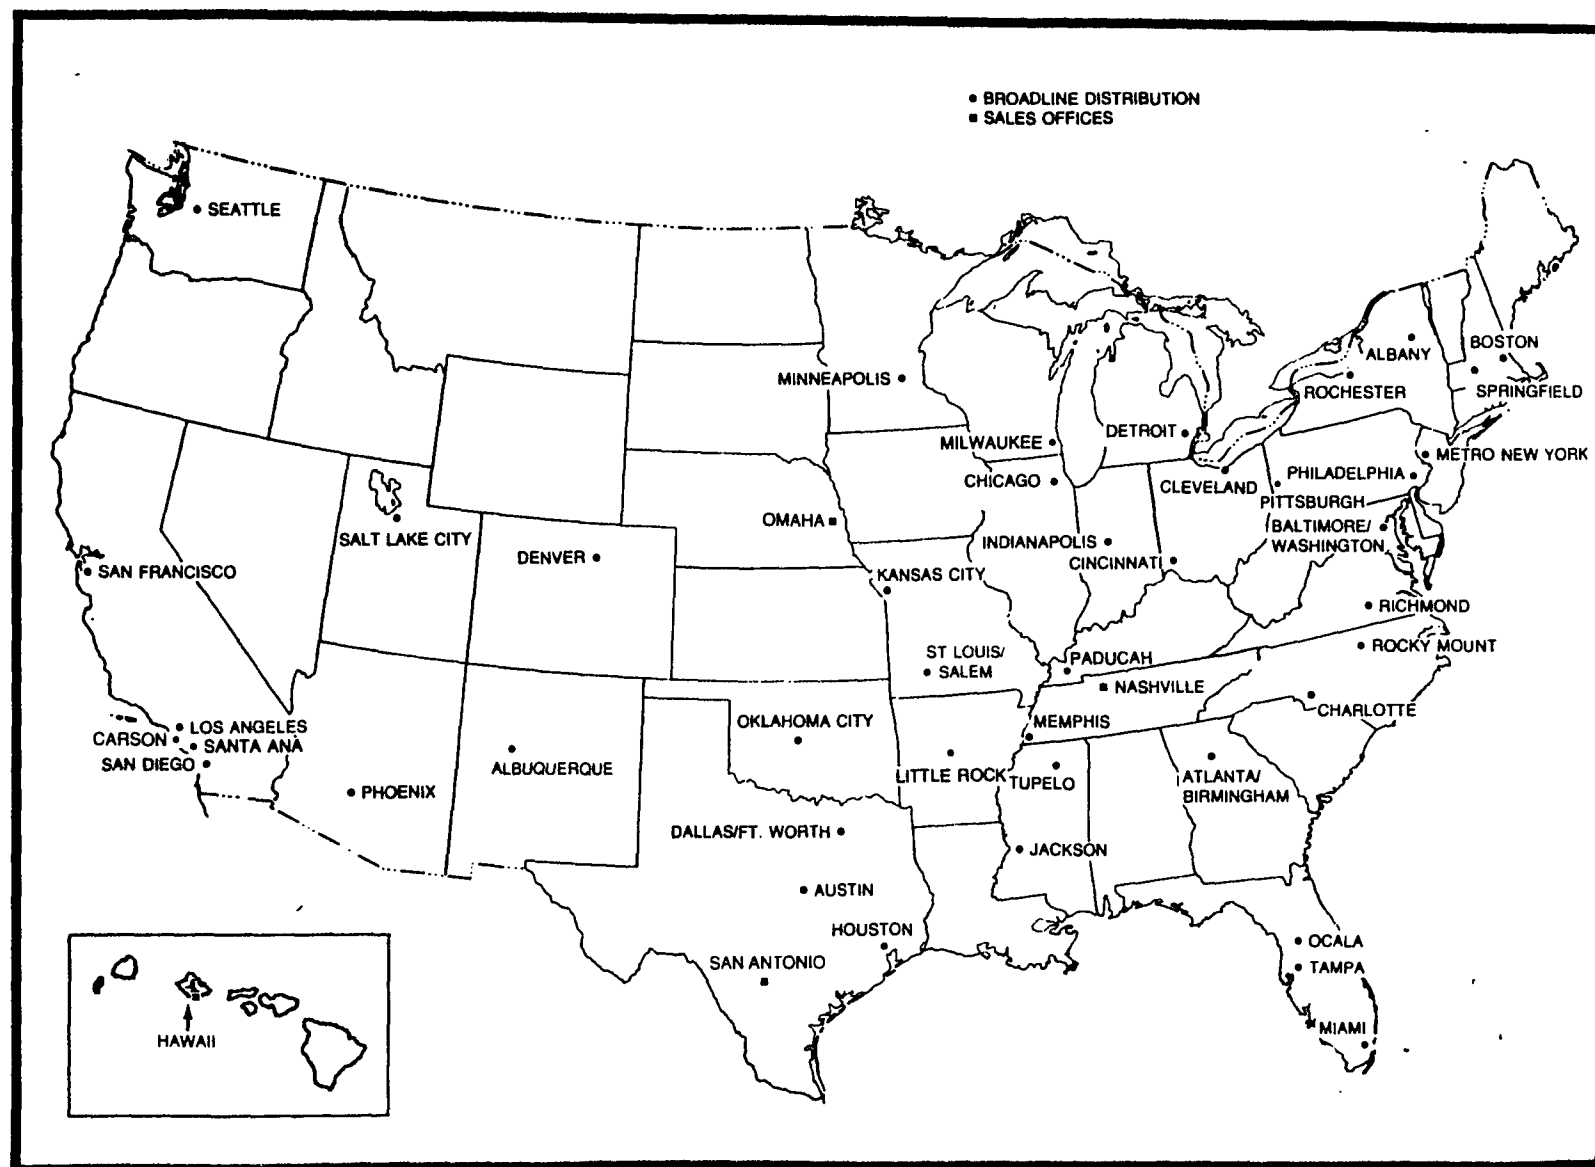 • BROADLINE DISTRIBUTION
■ SALES OFFICES
SEATTLE
BOSTON
ALBANY
MINNEAPOLIS
ROCHESTER
SPRINGFIELD
DETROIT
MILWAUKEE
METRO NEW YORK
PHILADELPHIA
CHICAGO
CLEVELAND
PITTSBURGH
OMAHA
BALTIMORE/
WASHINGTON
SALT LAKE CITY
INDIANAPOLIS
DENVER
CINCINNATI
SAN FRANCISCO
KANSAS CITY
RICHMOND
ROCKY MOUNT
ST LOUIS/
SALEM
PADUCAH
NASHVILLE
CHARLOTTE
OKLAHOMA CITY
MEMPHIS
LOS ANGELES
CARSON
SANTA ANA
SAN DIEGO
ALBUQUERQUE
LITTLE ROCK
TUPELO
ATLANTA/
BIRMINGHAM
PHOENIX
DALLAS/FT. WORTH
JACKSON
AUSTIN
HOUSTON
OCALA
SAN ANTONIO
TAMPA
MIAMI
HAWAII